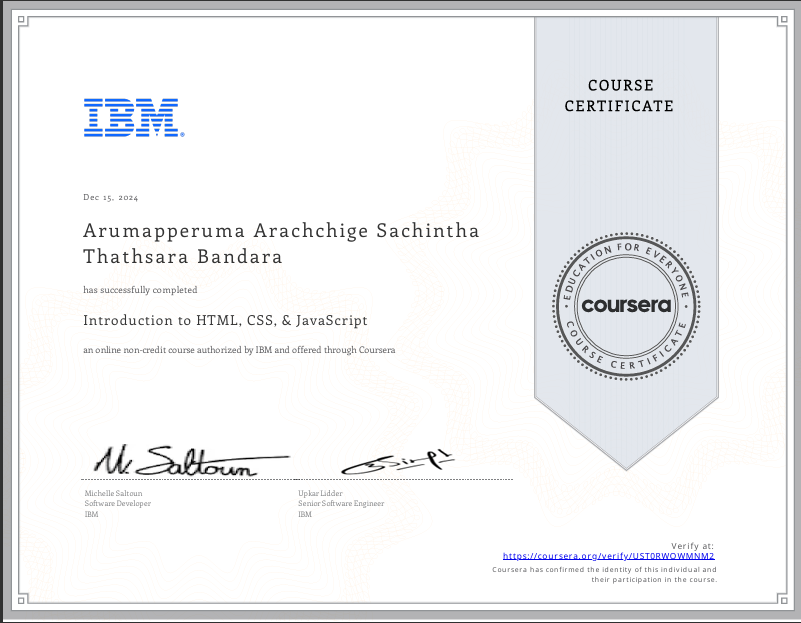 IBM®
COURSE
CERTIFICATE
Dec 15, 2024
Arumapperuma Arachchige Sachintha
Thathsara Bandara
has successfully completed
Introduction to HTML, CSS, & JavaScript
an online non-credit course authorized by IBM and offered through Coursera
EDUCATION FOR EVERYONE
coursera
COURSE CERTIFICATE
M. Saltoun
Michelle Saltoun
Software Developer
IBM
Upkar Lidder
Senior Software Engineer
IBM
Verify at:
https://coursera.org/verify/UST0RWOWMNM2
Coursera has confirmed the identity of this individual and
their participation in the course.